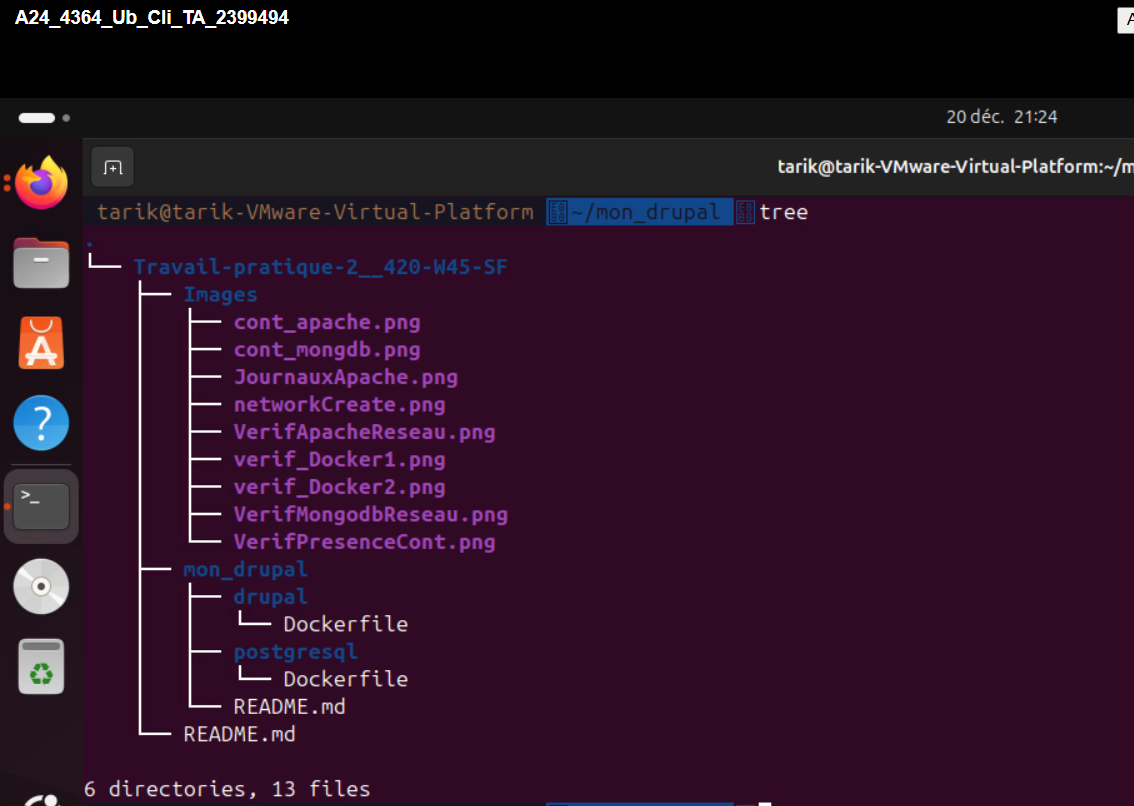 A24_4364_Ub_Cli_TA_2399494
A
20 déc. 21:24
tarik@tarik-VMware-Virtual-Platform:~/m
tarik@tarik-VMware-Virtual-Platform ~/mon_drupal tree
.
└── Travail-pratique-2__420-W45-SF
├── Images
├── cont_apache.png
├── cont_mongdb.png
├── JournauxApache.png
├── networkCreate.png
├── VerifApacheReseau.png
├── verif_Docker1.png
├── verif_Docker2.png
├── VerifMongodbReseau.png
└── VerifPresenceCont.png
├── mon_drupal
├── drupal
└── Dockerfile
├── postgresql
└── Dockerfile
└── README.md
└── README.md
6 directories, 13 files